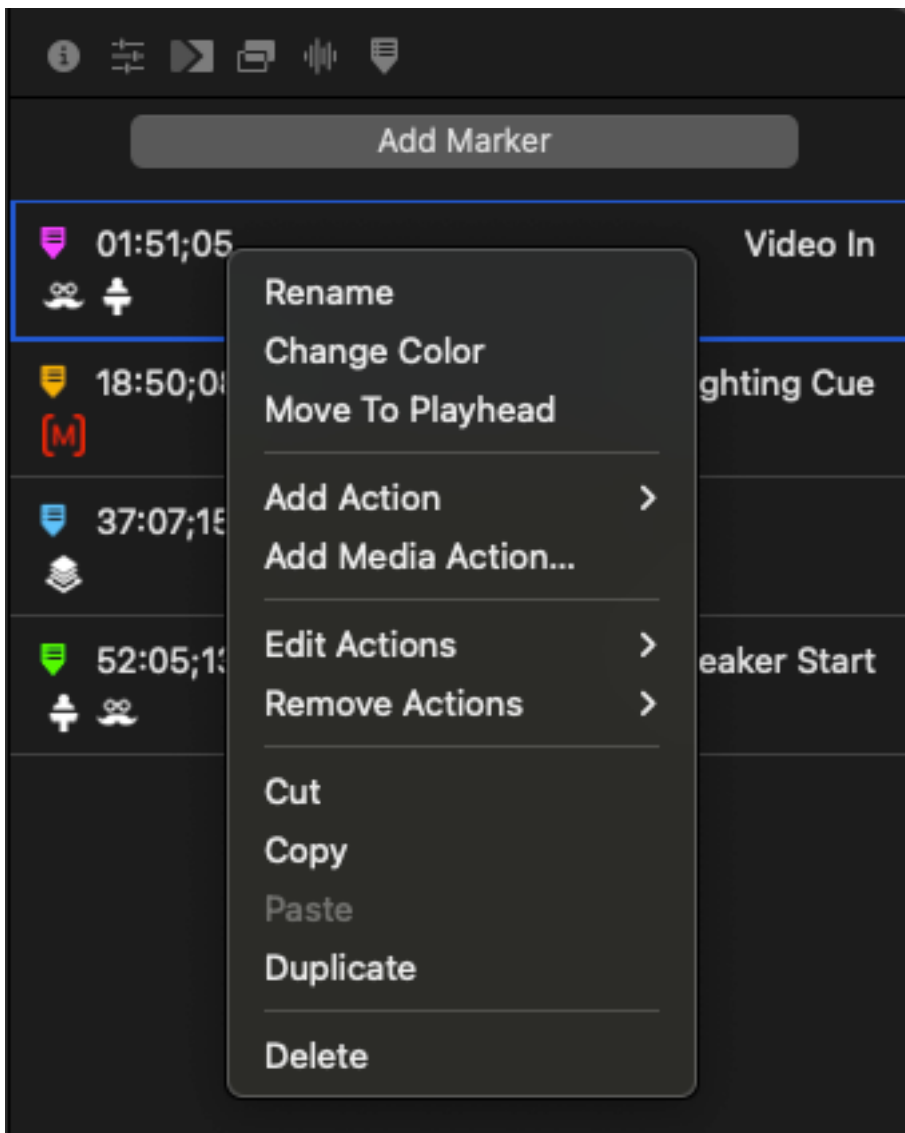 Add Marker
01:51;05 Video In
Rename
Change Color
Move To Playhead
18:50;0 ghting Cue
[M]
Add Action
37:07;15
Add Media Action...
Edit Actions
52:05;1 eaker Start
Remove Actions
Cut
Copy
Paste
Duplicate
Delete